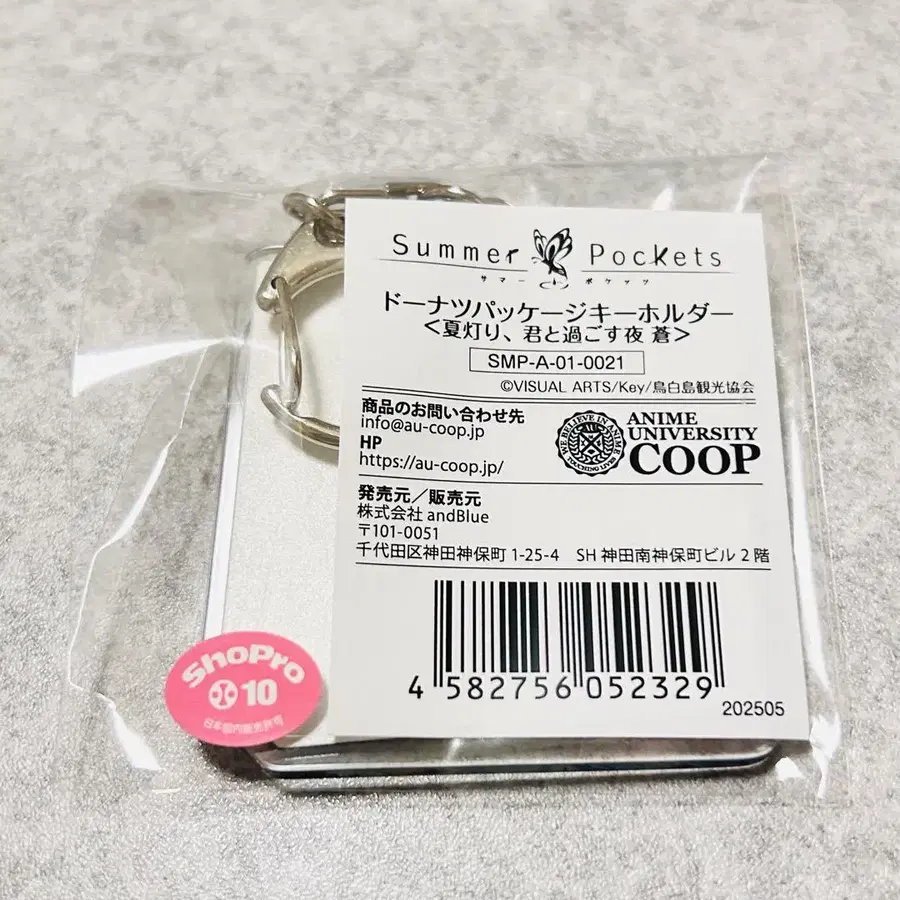 Summer Pockets
サマーポケッツ
ドーナツパッケージキーホルダー
<夏灯り、君と過ごす夜 蒼>
SMP-A-01-0021
©VISUAL ARTS/Key/鳥白島観光協会
商品のお問い合わせ先
info@au-coop.jp
HP
https://au-coop.jp/
WE BELIEVE IN ANIME
TOUCHING LIVES
ANIME
UNIVERSITY
COOP
発売元／販売元
株式会社 andBlue
〒101-0051
千代田区神田神保町 1-25-4 SH 神田南神保町ビル 2 階
4 582756 052329
202505
ShoPro
10
日本国内販売許可